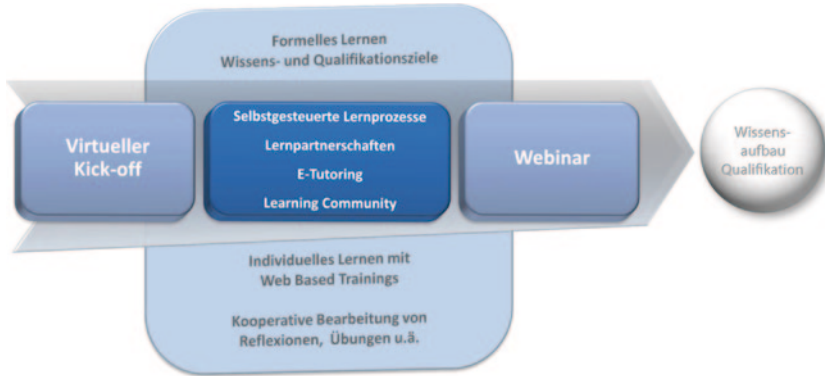 Formelles Lernen
Wissens- und Qualifikationsziele
Virtueller
Kick-off
Selbstgesteuerte Lernprozesse
Lernpartnerschaften
E-Tutoring
Learning Community
Webinar
Wissens-
aufbau
Qualifikation
Individuelles Lernen mit
Web Based Trainings
Kooperative Bearbeitung von
Reflexionen, Übungen u.ä.